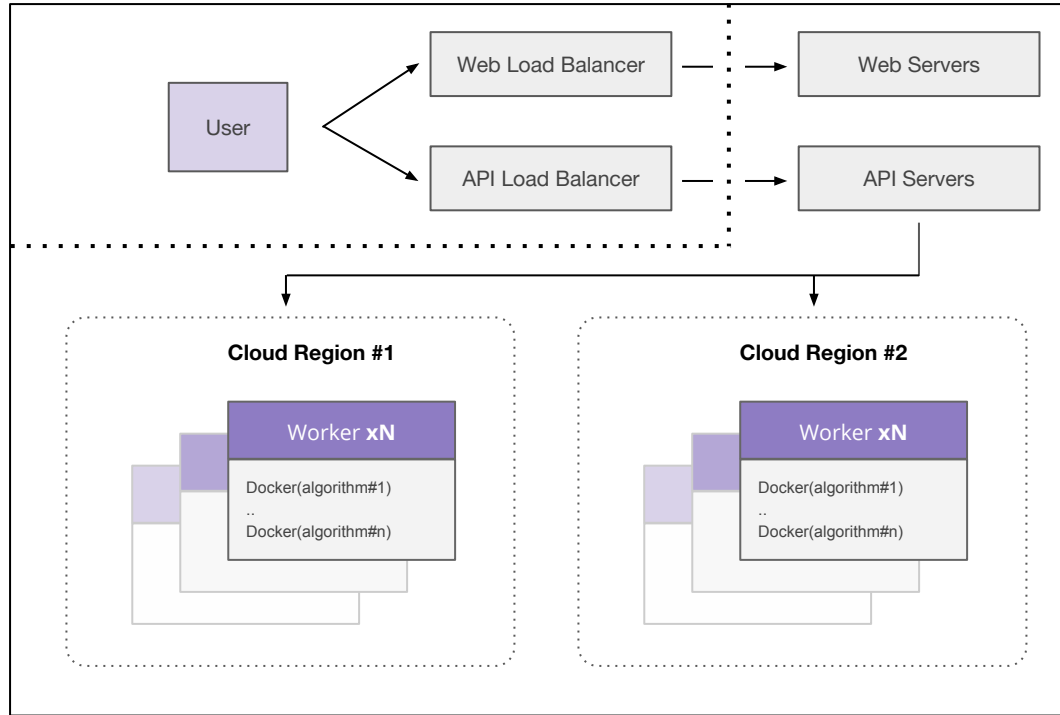 Web Load Balancer
Web Servers
User
API Load Balancer
API Servers
Cloud Region #1
Cloud Region #2
Worker xN
Worker xN
Docker(algorithm#1)
..
Docker(algorithm#n)
Docker(algorithm#1)
..
Docker(algorithm#n)